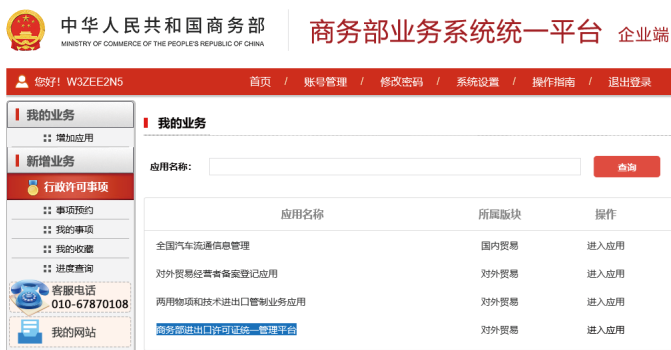 中华人民共和国商务部
MINISTRY OF COMMERCE OF THE PEOPLE'S REPUBLIC OF CHINA
商务部业务系统统一平台 企业端
您好！W3ZEE2N5 首页 / 账号管理 / 修改密码 / 系统设置 / 操作指南 / 退出登录
我的业务
增加应用
新增业务
行政许可事项
事项预约
我的事项
我的收藏
进度查询
客服电话
010-67870108
我的网站
我的业务
应用名称： 查询
应用名称 所属版块 操作
全国汽车流通信息管理 国内贸易 进入应用
对外贸易经营者备案登记应用 对外贸易 进入应用
两用物项和技术进出口管制业务应用 对外贸易 进入应用
商务部进出口许可证统一管理平台 对外贸易 进入应用